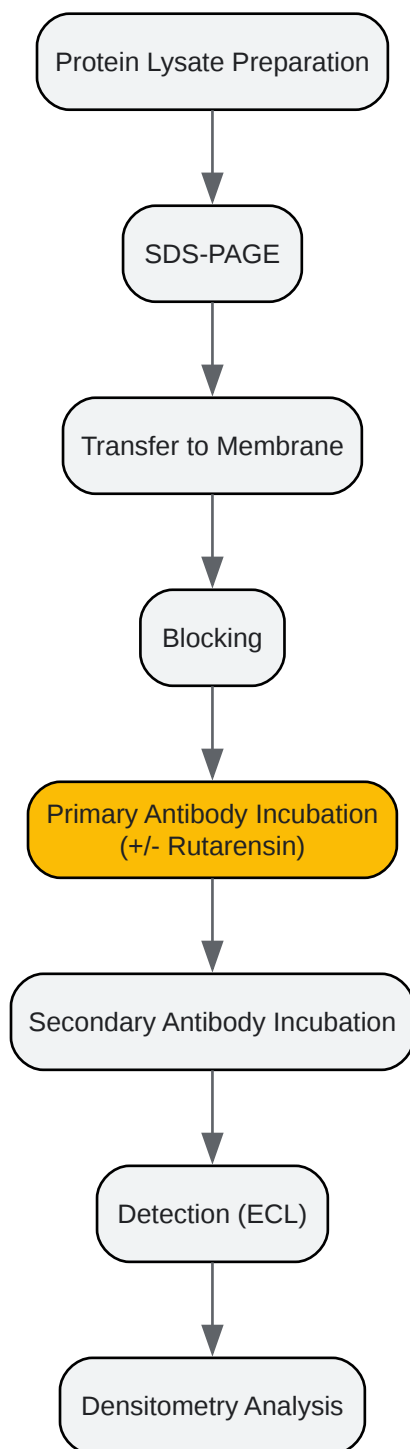 Protein Lysate Preparation
SDS-PAGE
Transfer to Membrane
Blocking
Primary Antibody Incubation
(+/- Rutarensin)
Secondary Antibody Incubation
Detection (ECL)
Densitometry Analysis